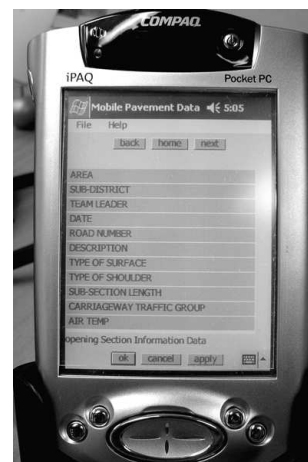 COMPAQ
iPAQ Pocket PC
Mobile Pavement Data 5:05
File Help
back home next
AREA
SUB-DISTRICT
TEAM LEADER
DATE
ROAD NUMBER
DESCRIPTION
TYPE OF SURFACE
TYPE OF SHOULDER
SUB-SECTION LENGTH
CARRIAGEWAY TRAFFIC GROUP
AIR TEMP
opening Section Information Data
ok cancel apply